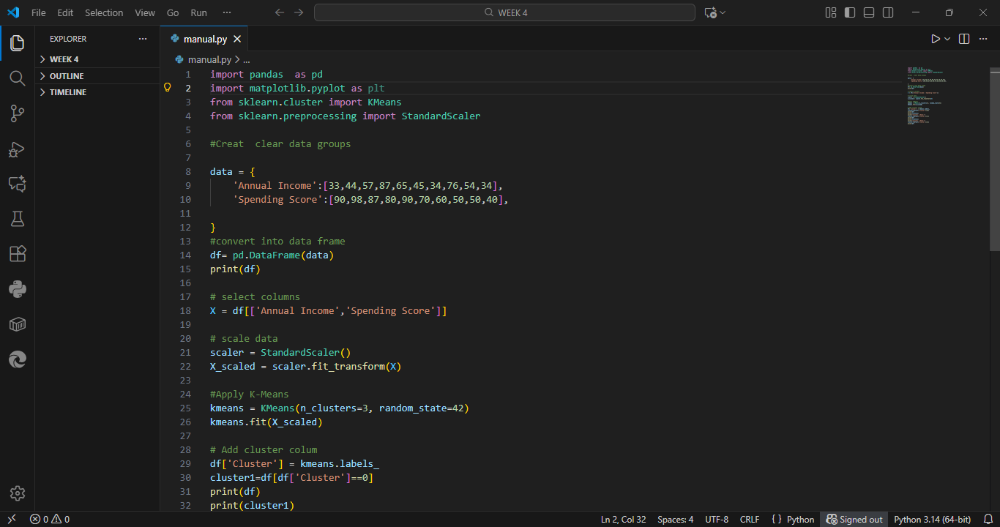 File Edit Selection View Go Run ··· WEEK 4
EXPLORER ···
WEEK 4
OUTLINE
TIMELINE
manual.py
manual.py > ...
1 import pandas  as pd
2 import matplotlib.pyplot as plt
3 from sklearn.cluster import KMeans
4 from sklearn.preprocessing import StandardScaler
5
6 #Creat  clear data groups
7
8 data = {
9     'Annual Income':[33,44,57,87,65,45,34,76,54,34],
10     'Spending Score':[90,98,87,80,90,70,60,50,50,40],
11
12 }
13 #convert into data frame
14 df= pd.DataFrame(data)
15 print(df)
16
17 # select columns
18 X = df[['Annual Income','Spending Score']]
19
20 # scale data
21 scaler = StandardScaler()
22 X_scaled = scaler.fit_transform(X)
23
24 #Apply K-Means
25 kmeans = KMeans(n_clusters=3, random_state=42)
26 kmeans.fit(X_scaled)
27
28 # Add cluster colum
29 df['Cluster'] = kmeans.labels_
30 cluster1=df[df['Cluster']==0]
31 print(df)
32 print(cluster1)
0 0 Ln 2, Col 32 Spaces: 4 UTF-8 CRLF { } Python Signed out Python 3.14 (64-bit)